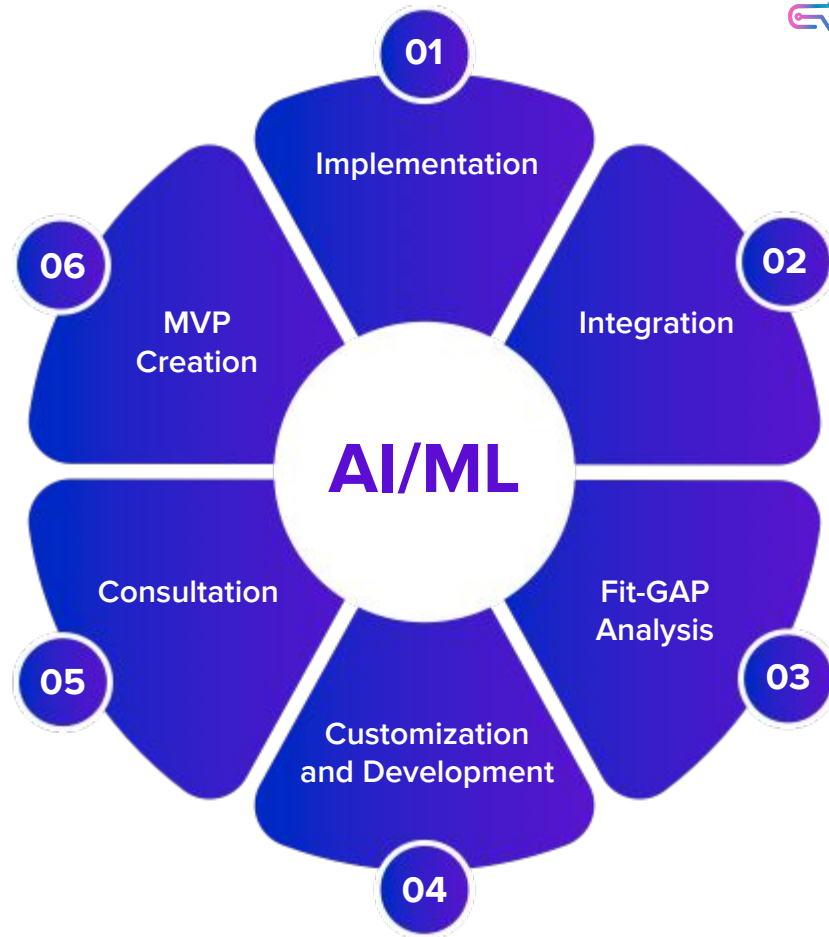 01
Implementation
02
Integration
03
Fit-GAP
Analysis
04
Customization
and Development
05
Consultation
06
MVP
Creation
AI/ML